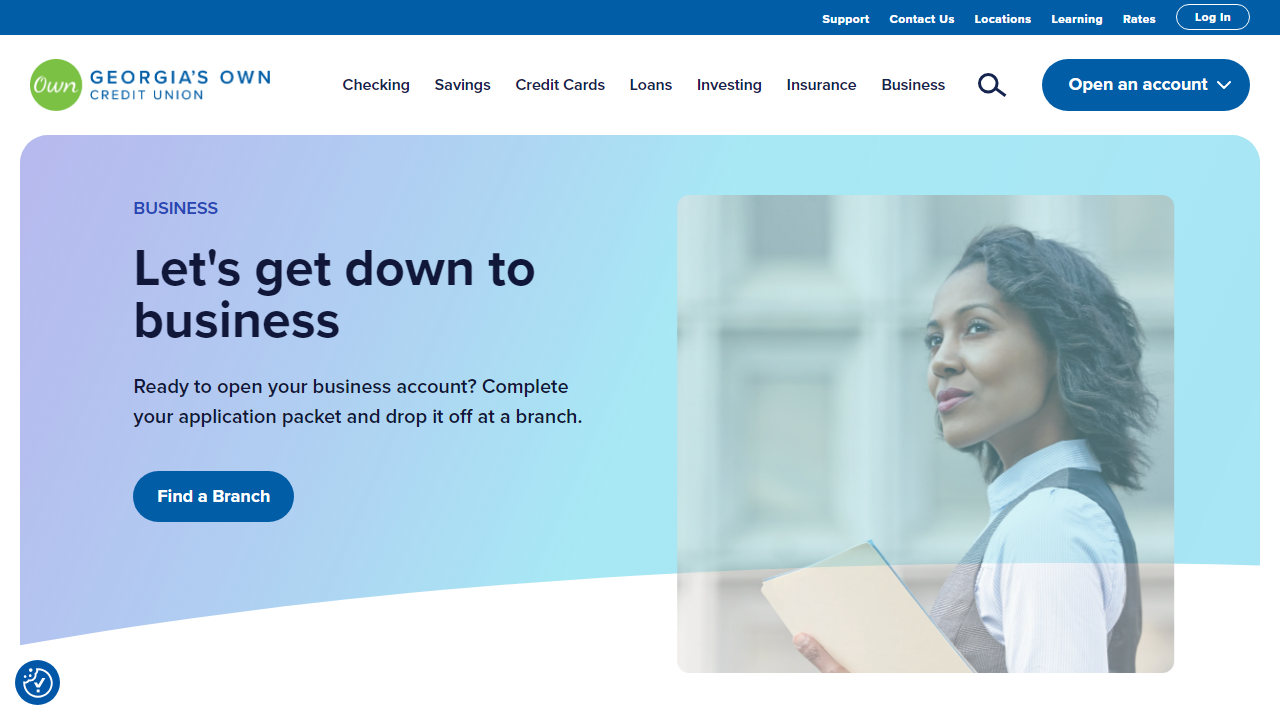 Support Contact Us Locations Learning Rates Log In
Own GEORGIA'S OWN
CREDIT UNION
Checking Savings Credit Cards Loans Investing Insurance Business Open an account
BUSINESS
Let's get down to
business
Ready to open your business account? Complete
your application packet and drop it off at a branch.
Find a Branch